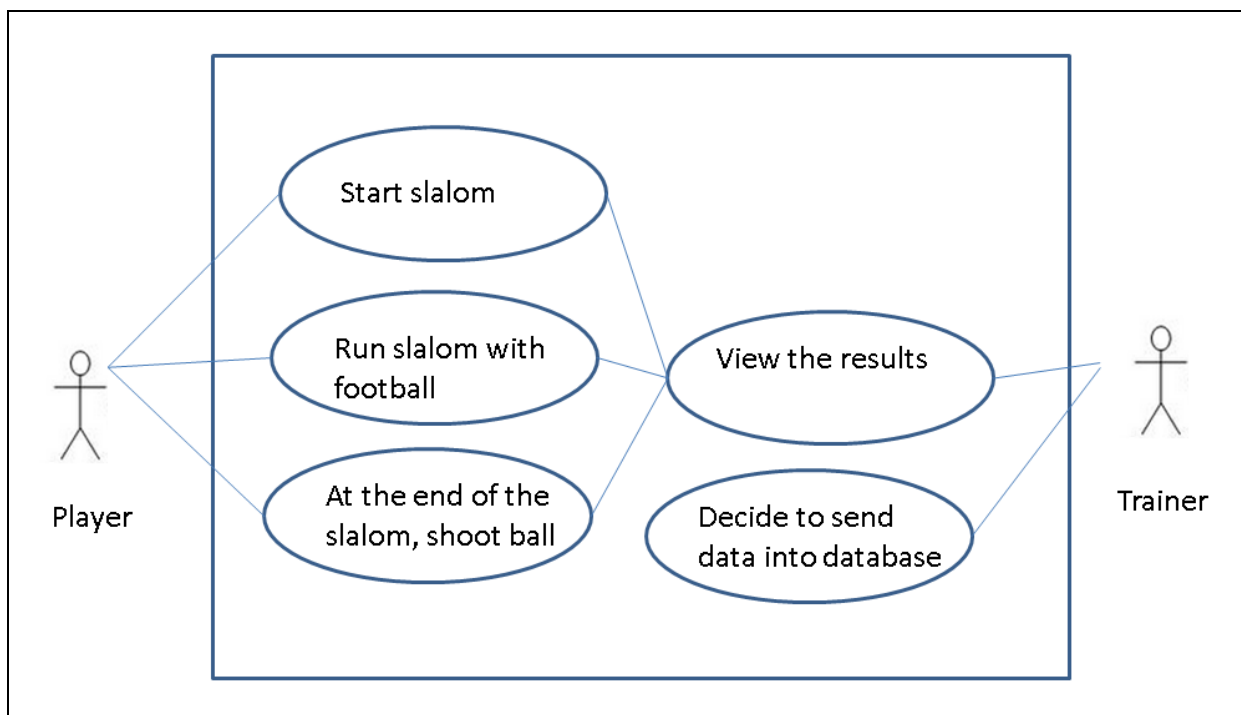 Start slalom
Run slalom with
football
At the end of the
slalom, shoot ball
View the results
Decide to send
data into database
Player
Trainer